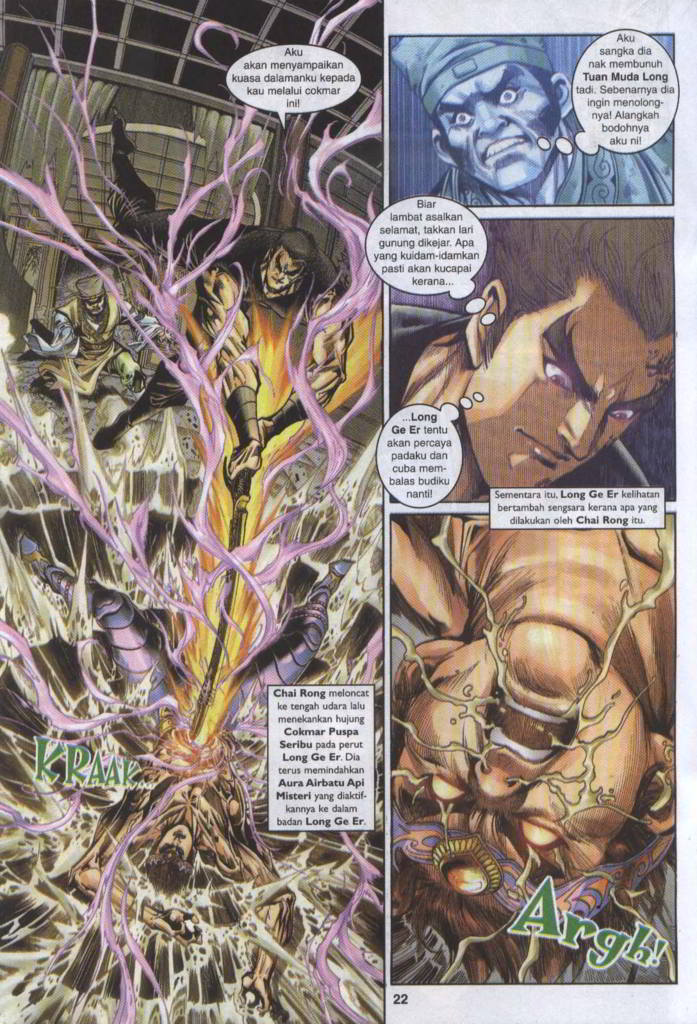 Aku
akan menyampaikan
kuasa dalamanku kepada
kau melalui cokmar
ini!
KRAAK...
Chai Rong meloncat
ke tengah udara lalu
menekankan hujung
Cokmar Puspa
Seribu pada perut
Long Ge Er. Dia
terus memindahkan
Aura Airbatu Api
Misteri yang diaktif-
kannya ke dalam
badan Long Ge Er.
Aku
sangka dia
nak membunuh
Tuan Muda Long
tadi. Sebenarnya dia
ingin menolong-
nya! Alangkah
bodohnya
aku ni!
Biar
lambat asalkan
selamat, takkan lari
gunung dikejar. Apa
yang kuidam-idamkan
pasti akan kucapai
kerana...
...Long
Ge Er tentu
akan percaya
padaku dan
cuba mem-
balas budiku
nanti!
Sementara itu, Long Ge Er kelihatan
bertambah sengsara kerana apa yang
dilakukan oleh Chai Rong itu.
Argh!
22